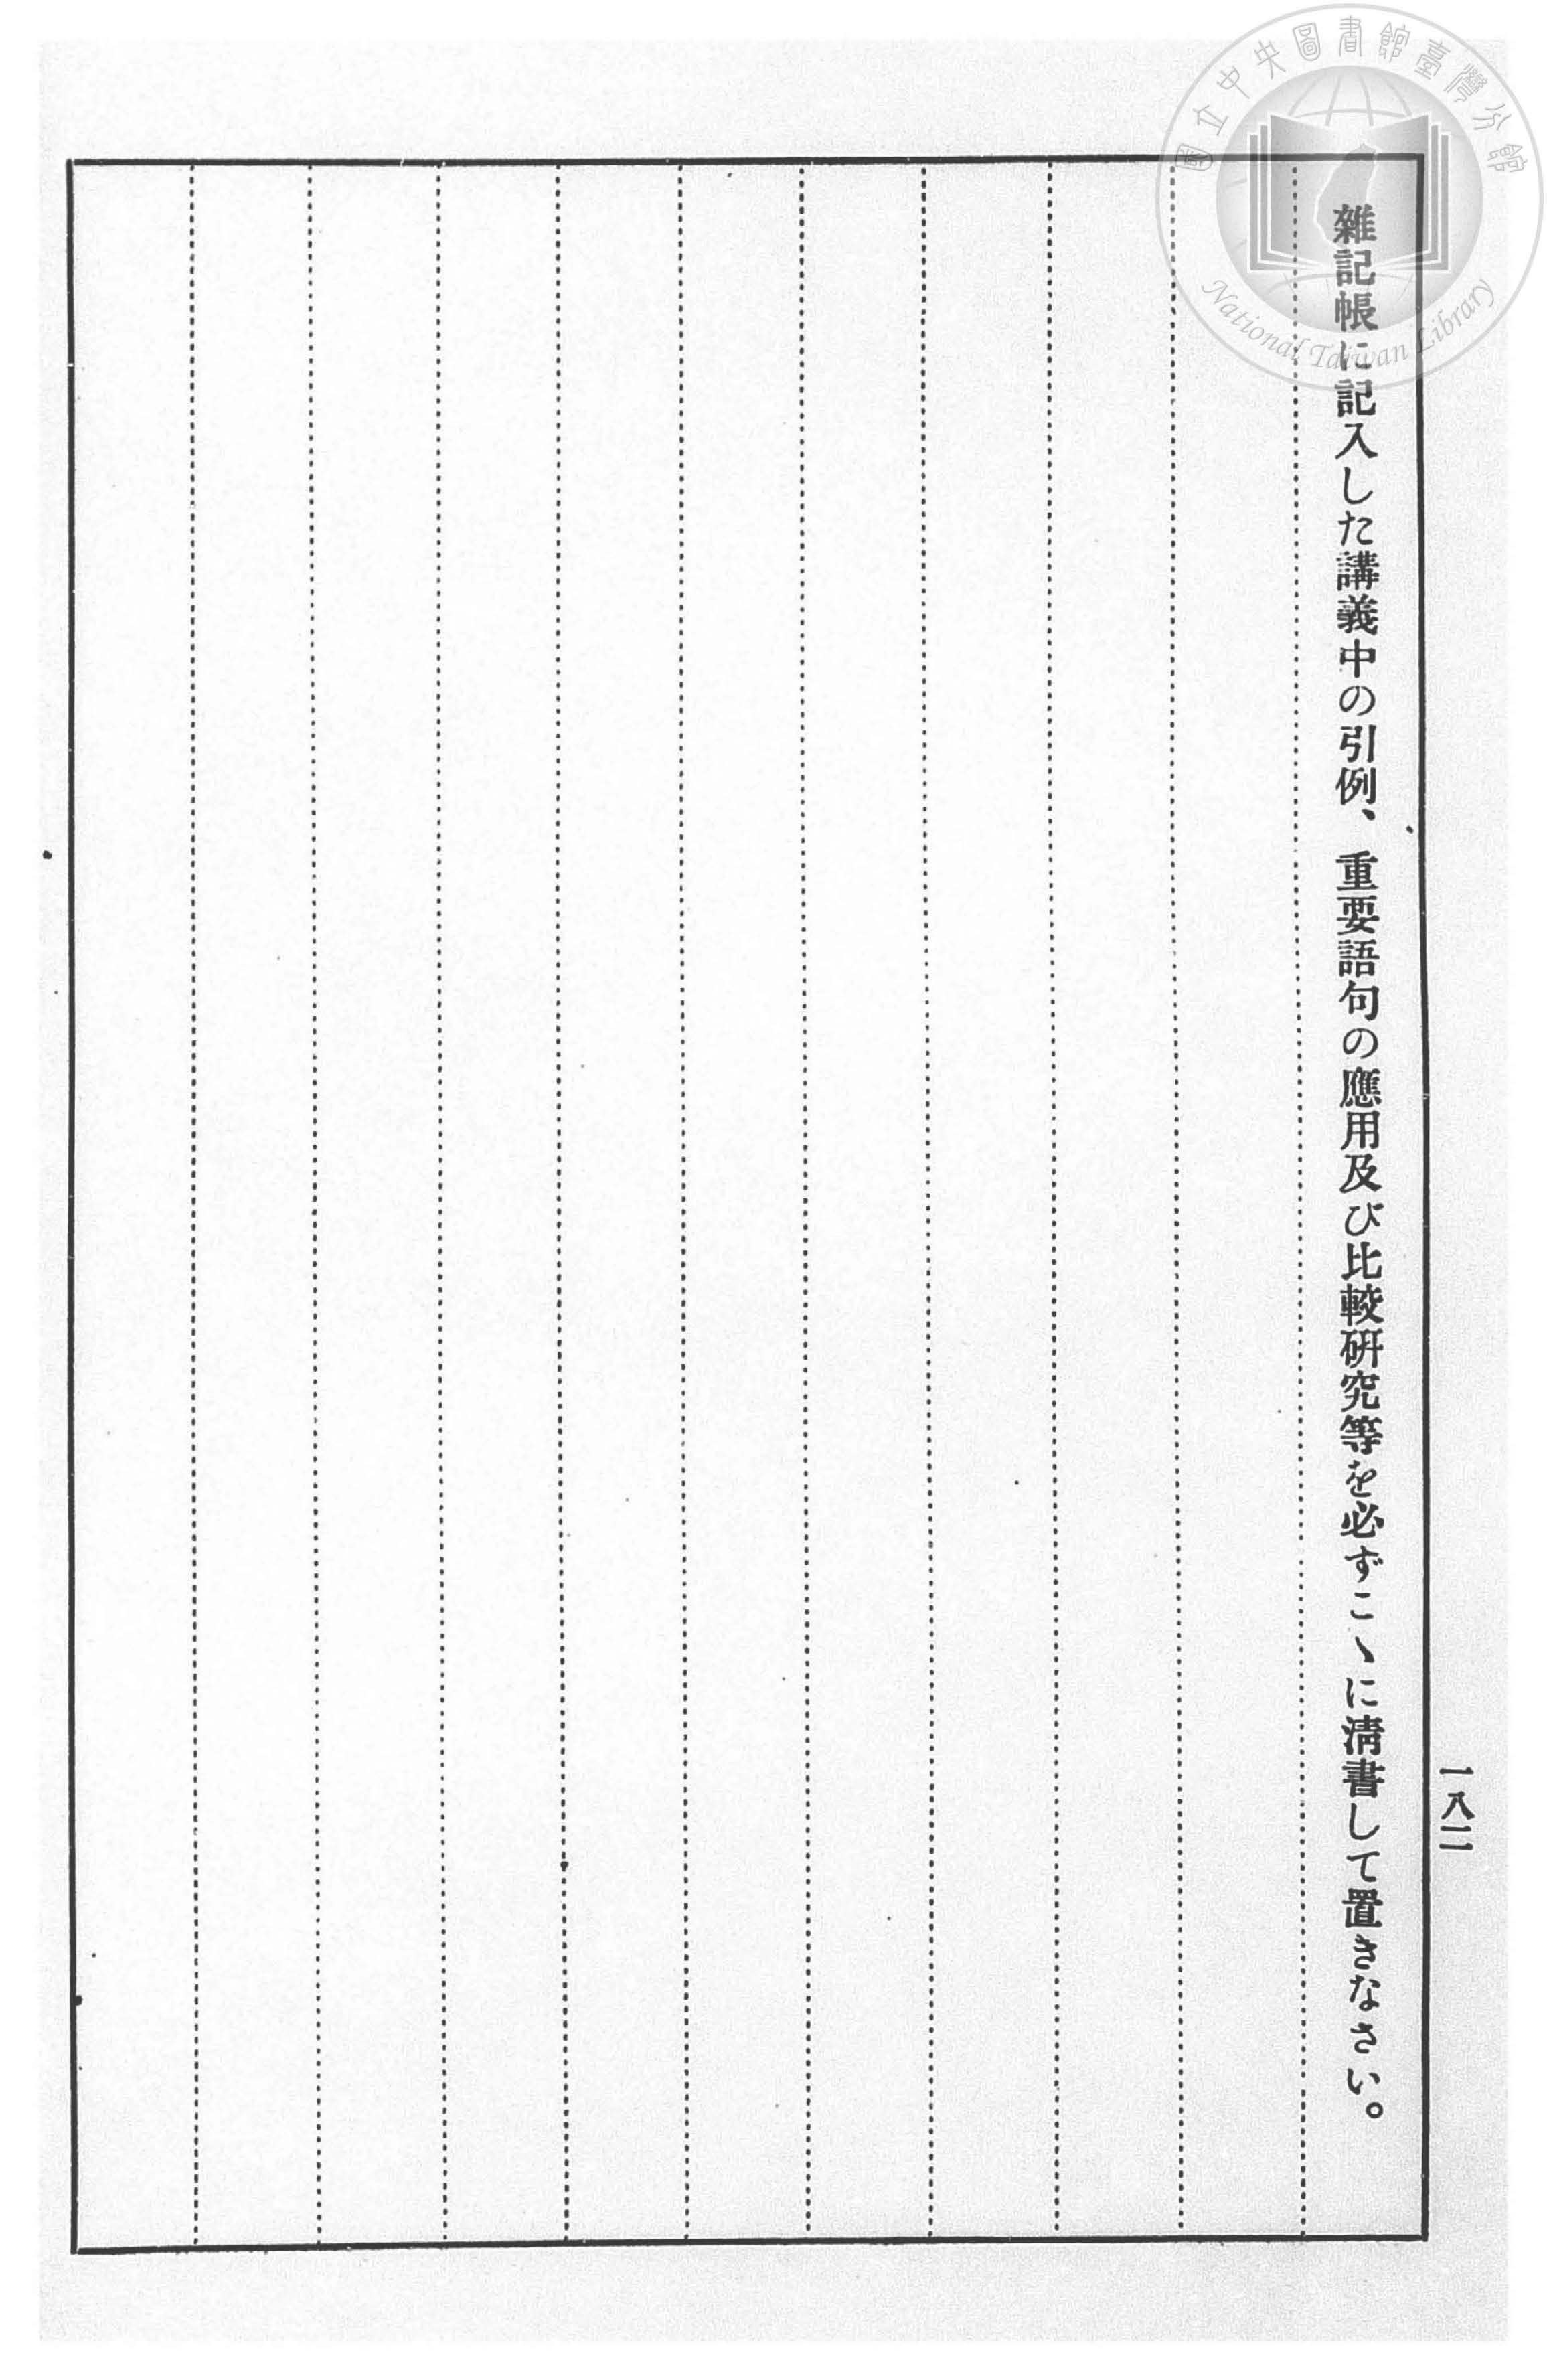 雜記帳に記入した講義中の引例、重要語句の應用及び比較研究等を必ずこゝに淸書して置きなさい。
一八二
國立中央圖書館臺灣分館
National Taiwan Library